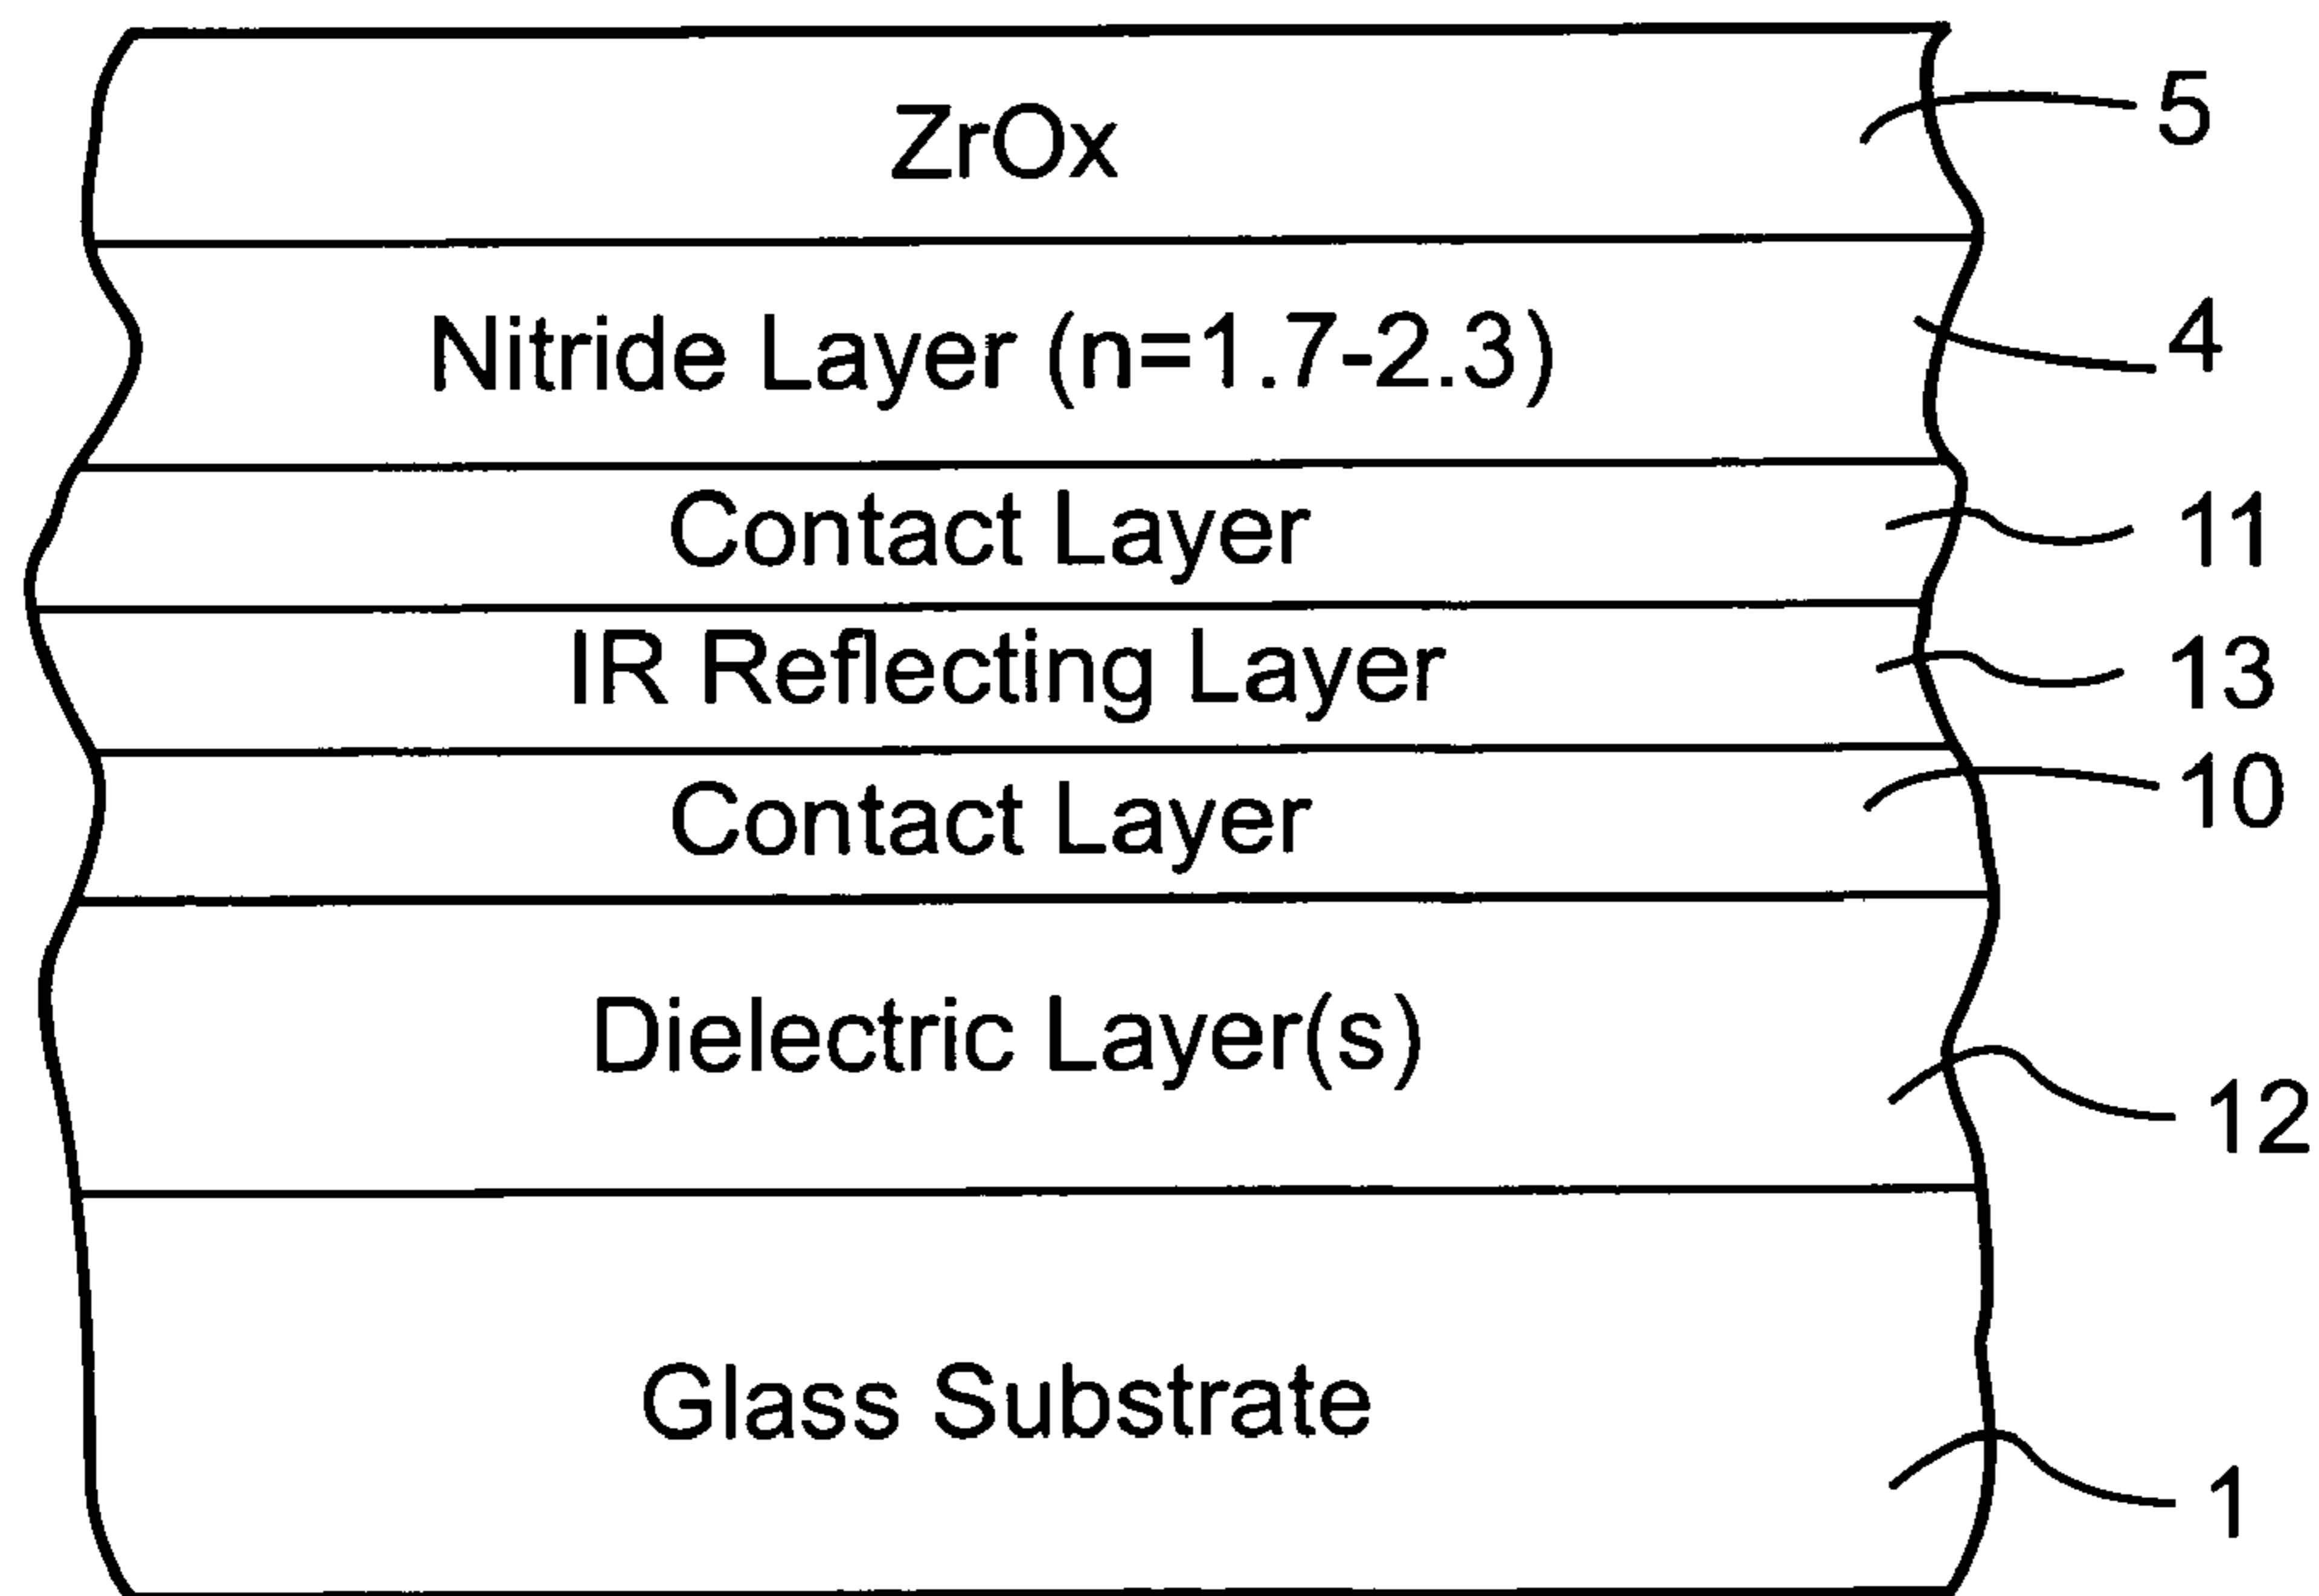 ZrOx
5
Nitride Layer (n=1.7-2.3)
4
Contact Layer
11
IR Reflecting Layer
13
Contact Layer
10
Dielectric Layer(s)
12
Glass Substrate
1